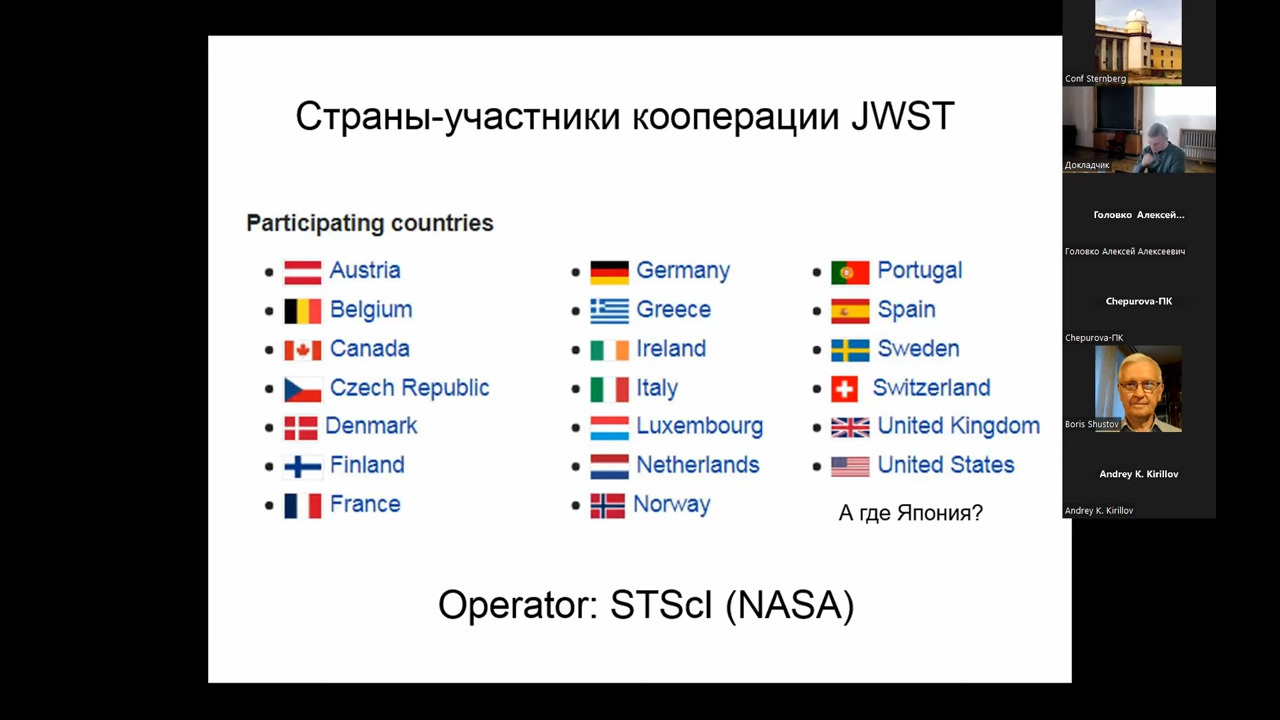 Страны-участники кооперации JWST
Participating countries
Austria
Belgium
Canada
Czech Republic
Denmark
Finland
France
Germany
Greece
Ireland
Italy
Luxembourg
Netherlands
Norway
Portugal
Spain
Sweden
Switzerland
United Kingdom
United States
А где Япония?
Operator: STScI (NASA)
Conf Sternberg
Докладчик
Головко Алексей...
Головко Алексей Алексеевич
Chepurova-ПК
Chepurova-ПК
Boris Shustov
Andrey K. Kirillov
Andrey K. Kirillov